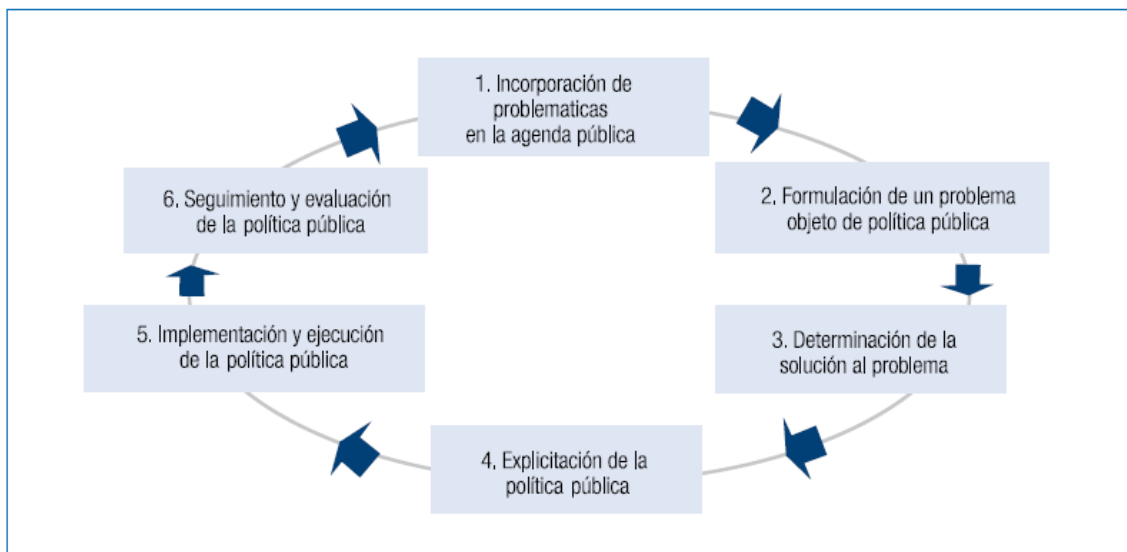 1. Incorporación de
problematicas
en la agenda pública
2. Formulación de un problema
objeto de política pública
3. Determinación de la
solución al problema
4. Explicitación de la
política pública
5. Implementación y ejecución
de la política pública
6. Seguimiento y evaluación
de la política pública